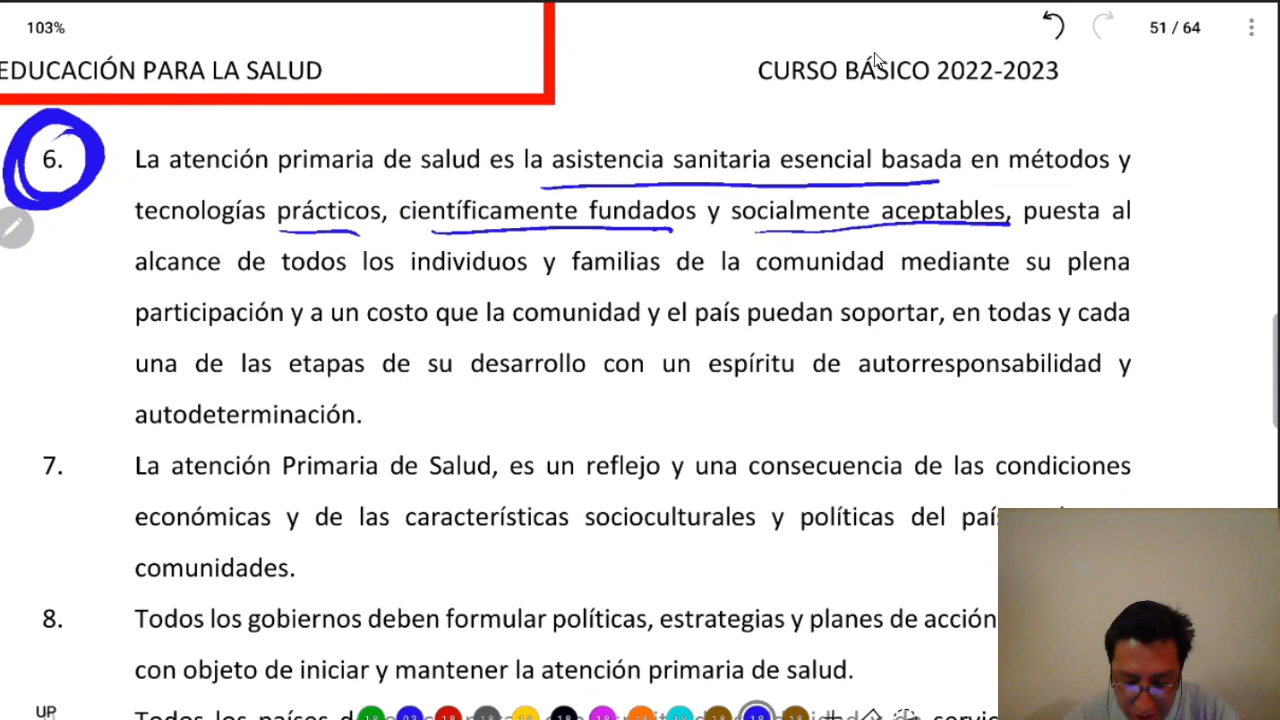 103%
51 / 64
EDUCACIÓN PARA LA SALUD
CURSO BÁSICO 2022-2023
6. La atención primaria de salud es la asistencia sanitaria esencial basada en métodos y
tecnologías prácticos, científicamente fundados y socialmente aceptables, puesta al
alcance de todos los individuos y familias de la comunidad mediante su plena
participación y a un costo que la comunidad y el país puedan soportar, en todas y cada
una de las etapas de su desarrollo con un espíritu de autorresponsabilidad y
autodeterminación.
7. La atención Primaria de Salud, es un reflejo y una consecuencia de las condiciones
económicas y de las características socioculturales y políticas del
comunidades.
8. Todos los gobiernos deben formular políticas, estrategias y planes de acción
con objeto de iniciar y mantener la atención primaria de salud.
UP
Todos los países